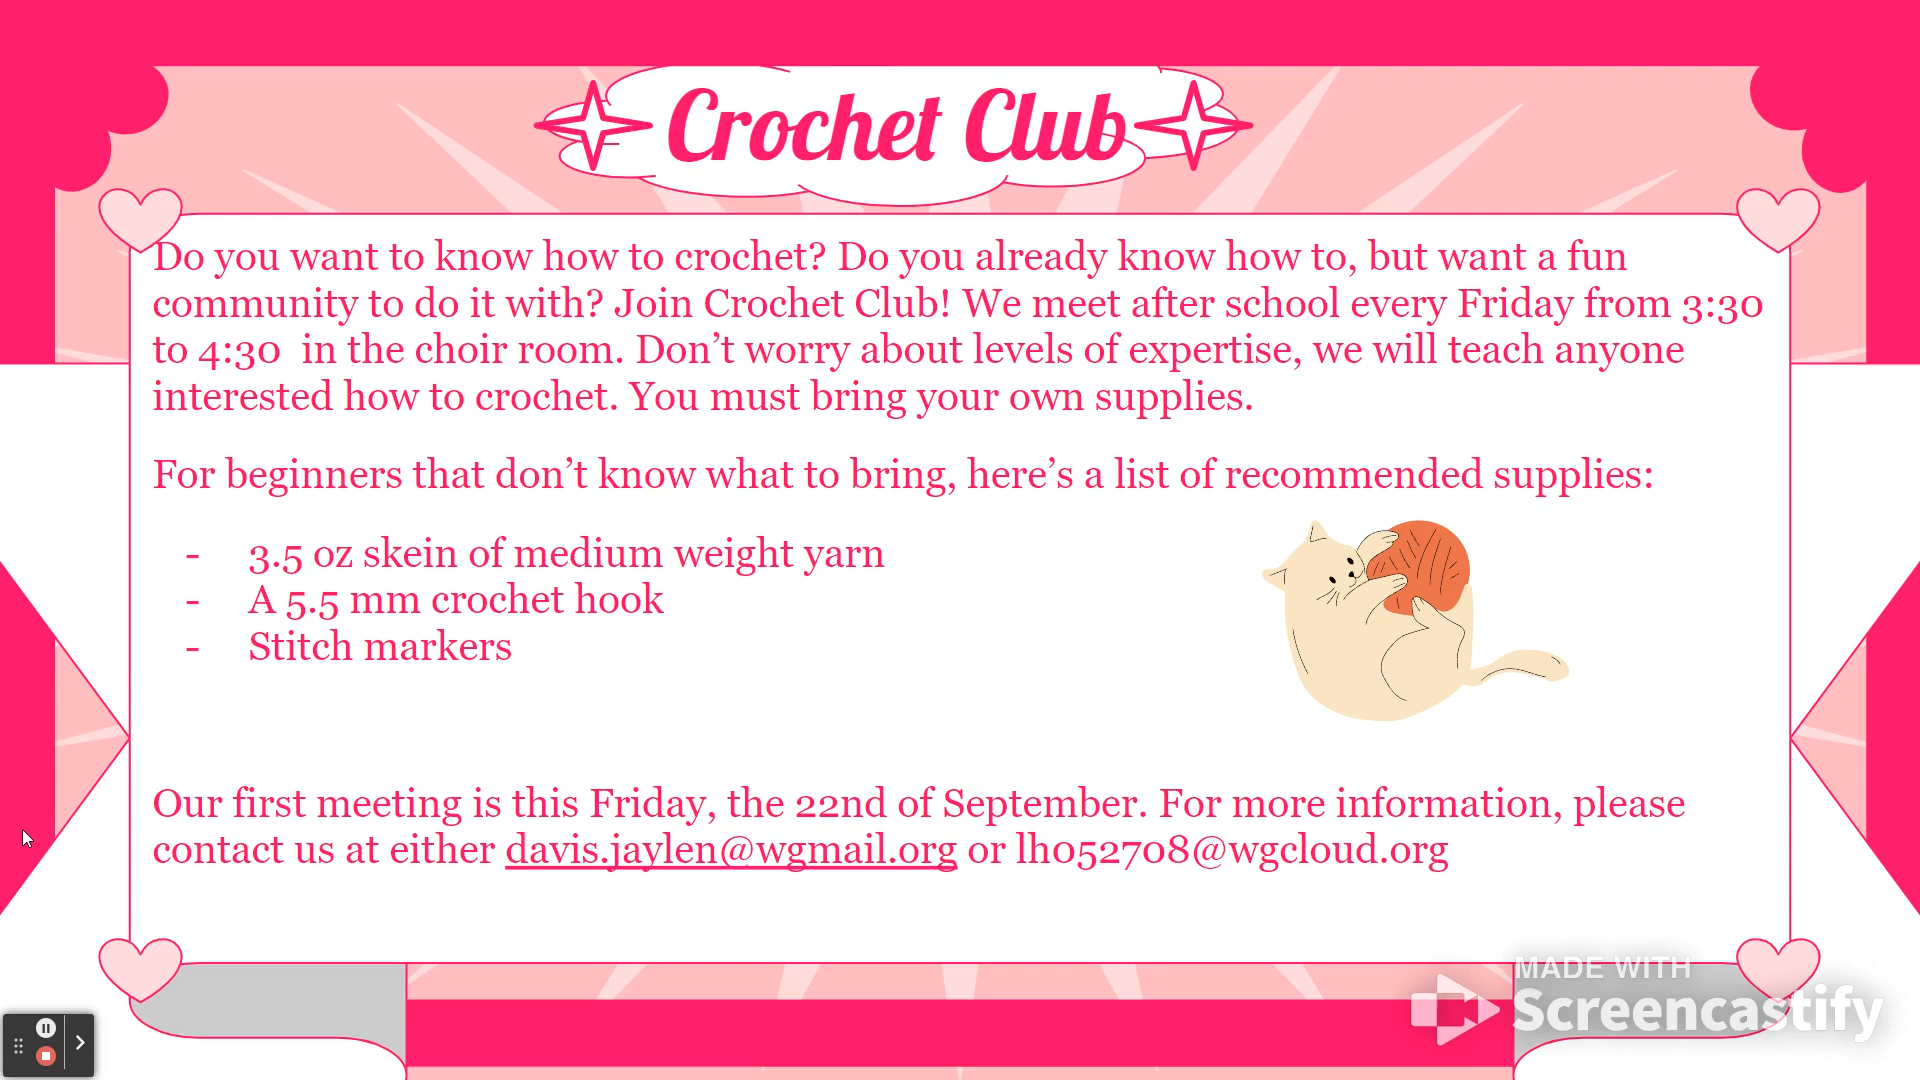 Crochet Club
Do you want to know how to crochet? Do you already know how to, but want a fun
community to do it with? Join Crochet Club! We meet after school every Friday from 3:30
to 4:30  in the choir room. Don’t worry about levels of expertise, we will teach anyone
interested how to crochet. You must bring your own supplies.
For beginners that don’t know what to bring, here’s a list of recommended supplies:
- 3.5 oz skein of medium weight yarn
- A 5.5 mm crochet hook
- Stitch markers
Our first meeting is this Friday, the 22nd of September. For more information, please
contact us at either davis.jaylen@wgmail.org or lh052708@wgcloud.org
MADE WITH
Screencastify